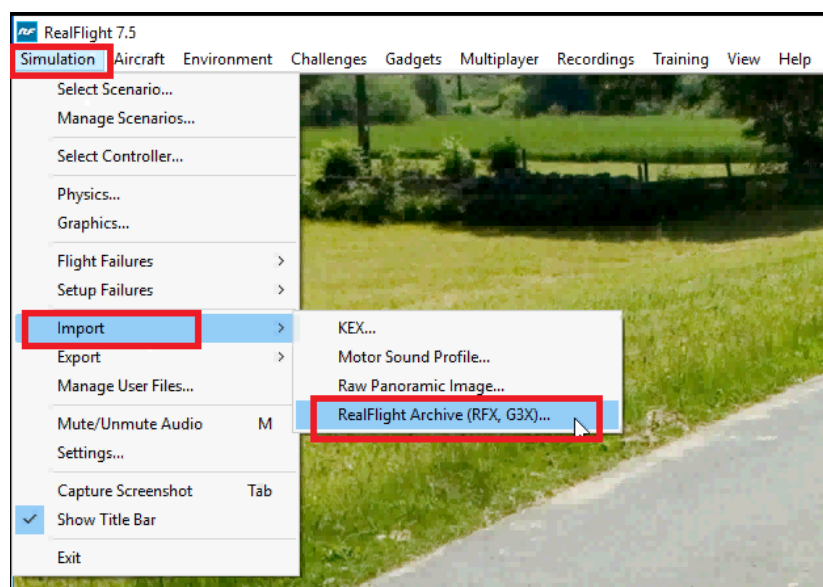 RealFlight 7.5
Simulation Aircraft Environment Challenges Gadgets Multiplayer Recordings Training View Help
Select Scenario...
Manage Scenarios...
Select Controller...
Physics...
Graphics...
Flight Failures >
Setup Failures >
Import >
KEX...
Export >
Motor Sound Profile...
Manage User Files...
Raw Panoramic Image...
Mute/Unmute Audio M
RealFlight Archive (RFX, G3X)...
Settings...
Capture Screenshot Tab
Show Title Bar
Exit